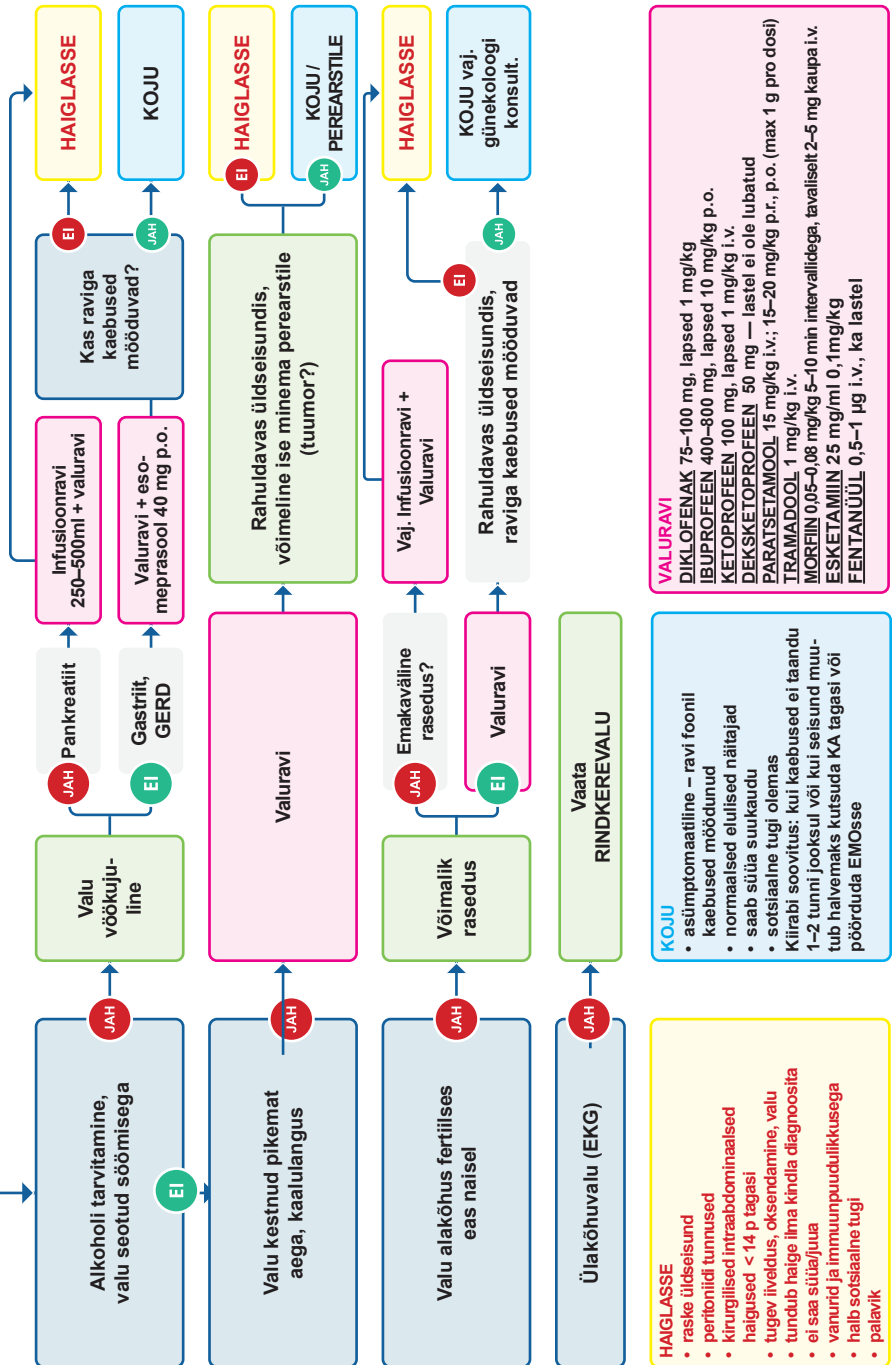 Alkoholi tarvitamine,
valu seotud söömisega
JAH
EI
Valu
vöökuju-
line
JAH
Pankreatiit
EI
Gastriit,
GERD
Infusioonravi
250–500ml + valuravi
Valuravi + eso-
meprasool 40 mg p.o.
Kas raviga
kaebused
mööduvad?
EI
JAH
HAIGLASSE
KOJU
Valu kestnud pikemat
aega, kaalulangus
JAH
Valuravi
Rahuldavas üldseisundis,
võimeline ise minema perearstile
(tuumor?)
EI
HAIGLASSE
JAH
KOJU /
PEREARSTILE
Valu alakõhus fertiilses
eas naisel
JAH
Võimalik
rasedus
JAH
Emakaväline
rasedus?
EI
Valuravi
Vaj. Infusioonravi +
Valuravi
Rahuldavas üldseisundis,
raviga kaebused mööduvad
EI
JAH
HAIGLASSE
KOJU vaj.
günekoloogi
konsult.
Ülakõhuvalu (EKG)
JAH
Vaata
RINDKEREVALU
HAIGLASSE
• raske üldseisund
• peritoniidi tunnused
• kirurgilised intraabdominaalsed
haigused < 14 p tagasi
• tugev iiveldus, oksendamine, valu
• tundub haige ilma kindla diagnoosita
• ei saa süüa/juua
• vanurid ja immuunpuudulikkusega
• halb sotsiaalne tugi
• palavik
KOJU
• asümptomaatiline – ravi foonil
kaebused möödunud
• normaalsed elulised näitajad
• saab süüa suukaudu
• sotsiaalne tugi olemas
Kiirabi soovitus: kui kaebused ei taandu
1–2 tunni jooksul või kui seisund muu-
tub halvemaks kutsuda KA tagasi või
pöörduda EMOsse
VALURAVI
DIKLOFENAK 75–100 mg, lapsed 1 mg/kg
IBUPROFEEN 400–800 mg, lapsed 10 mg/kg p.o.
KETOPROFEEN 100 mg, lapsed 1 mg/kg i.v.
DEKSKETOPROFEEN 50 mg — lastel ei ole lubatud
PARATSETAMOOL 15 mg/kg i.v.; 15–20 mg/kg p.r., p.o. (max 1 g pro dosi)
TRAMADOOL 1 mg/kg i.v.
MORFIIN 0,05–0,08 mg/kg 5–10 min intervallidega, tavaliselt 2–5 mg kaupa i.v.
ESKETAMIIN 25 mg/ml 0,1mg/kg
FENTANÜÜL 0,5–1 µg i.v., ka lastel